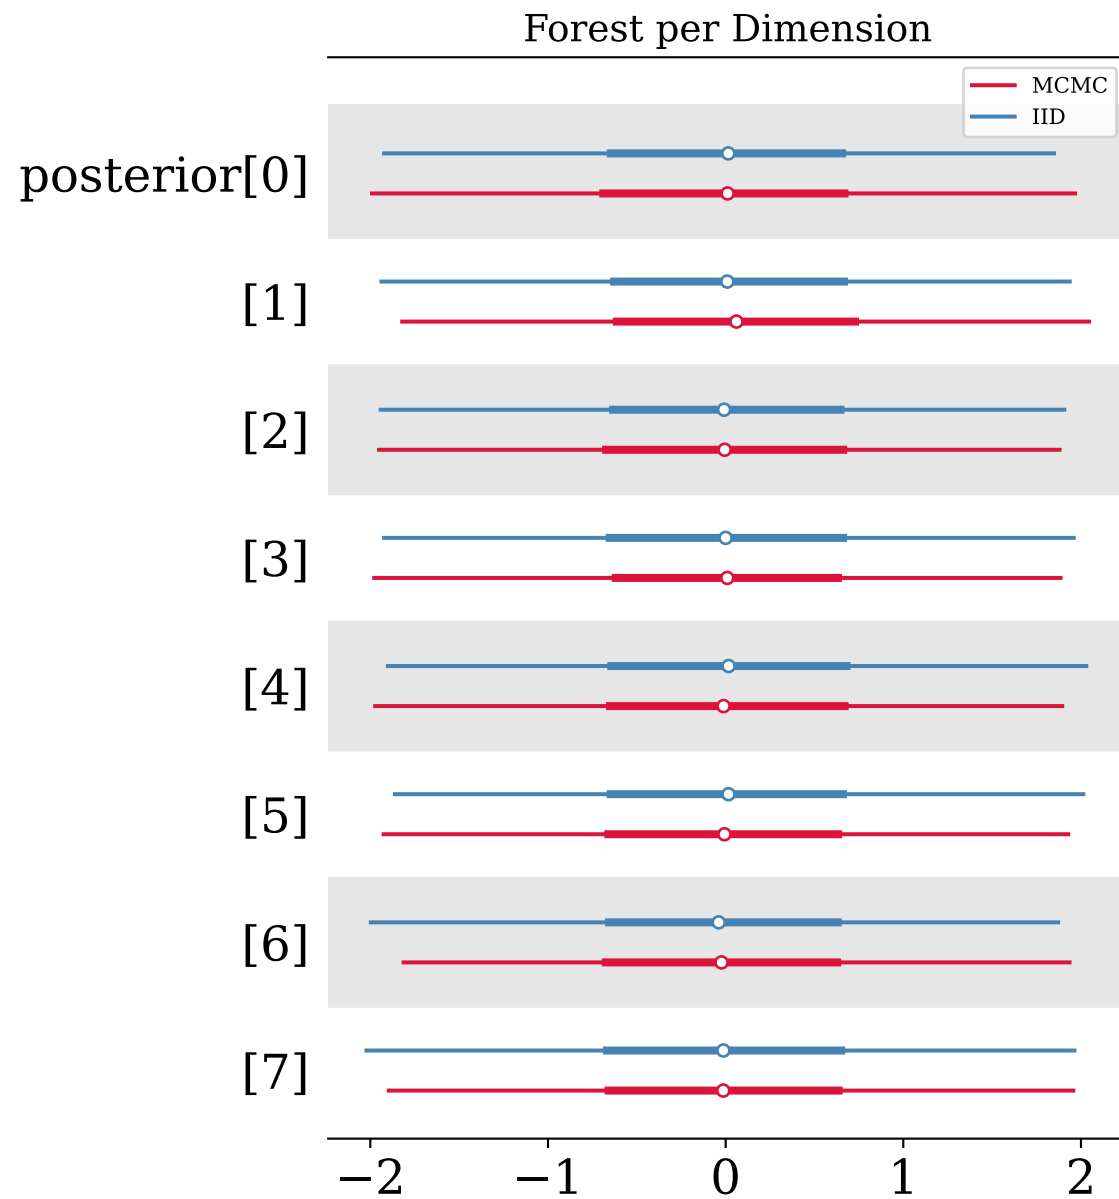 Forest per Dimension
MCMC
IID
posterior[0]
[1]
[2]
[3]
[4]
[5]
[6]
[7]
−2 −1 0 1 2